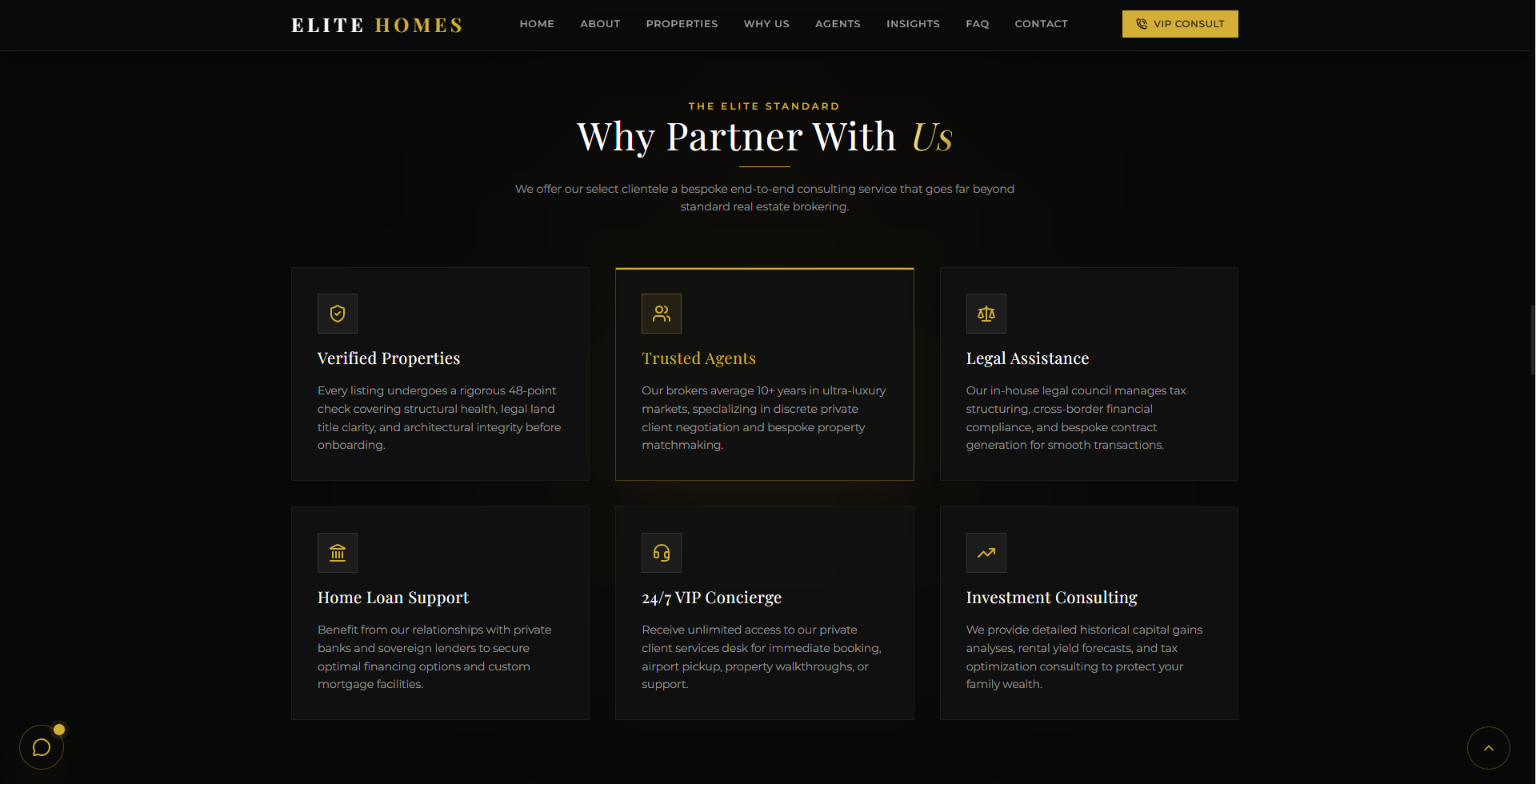 ELITE HOMES
HOME
ABOUT
PROPERTIES
WHY US
AGENTS
INSIGHTS
FAQ
CONTACT
VIP CONSULT
THE ELITE STANDARD
Why Partner With Us
We offer our select clientele a bespoke end-to-end consulting service that goes far beyond
standard real estate brokering.
Verified Properties
Every listing undergoes a rigorous 48-point
check covering structural health, legal land
title clarity, and architectural integrity before
onboarding.
Trusted Agents
Our brokers average 10+ years in ultra-luxury
markets, specializing in discrete private
client negotiation and bespoke property
matchmaking.
Legal Assistance
Our in-house legal council manages tax
structuring, cross-border financial
compliance, and bespoke contract
generation for smooth transactions.
Home Loan Support
Benefit from our relationships with private
banks and sovereign lenders to secure
optimal financing options and custom
mortgage facilities.
24/7 VIP Concierge
Receive unlimited access to our private
client services desk for immediate booking,
airport pickup, property walkthroughs, or
support.
Investment Consulting
We provide detailed historical capital gains
analyses, rental yield forecasts, and tax
optimization consulting to protect your
family wealth.